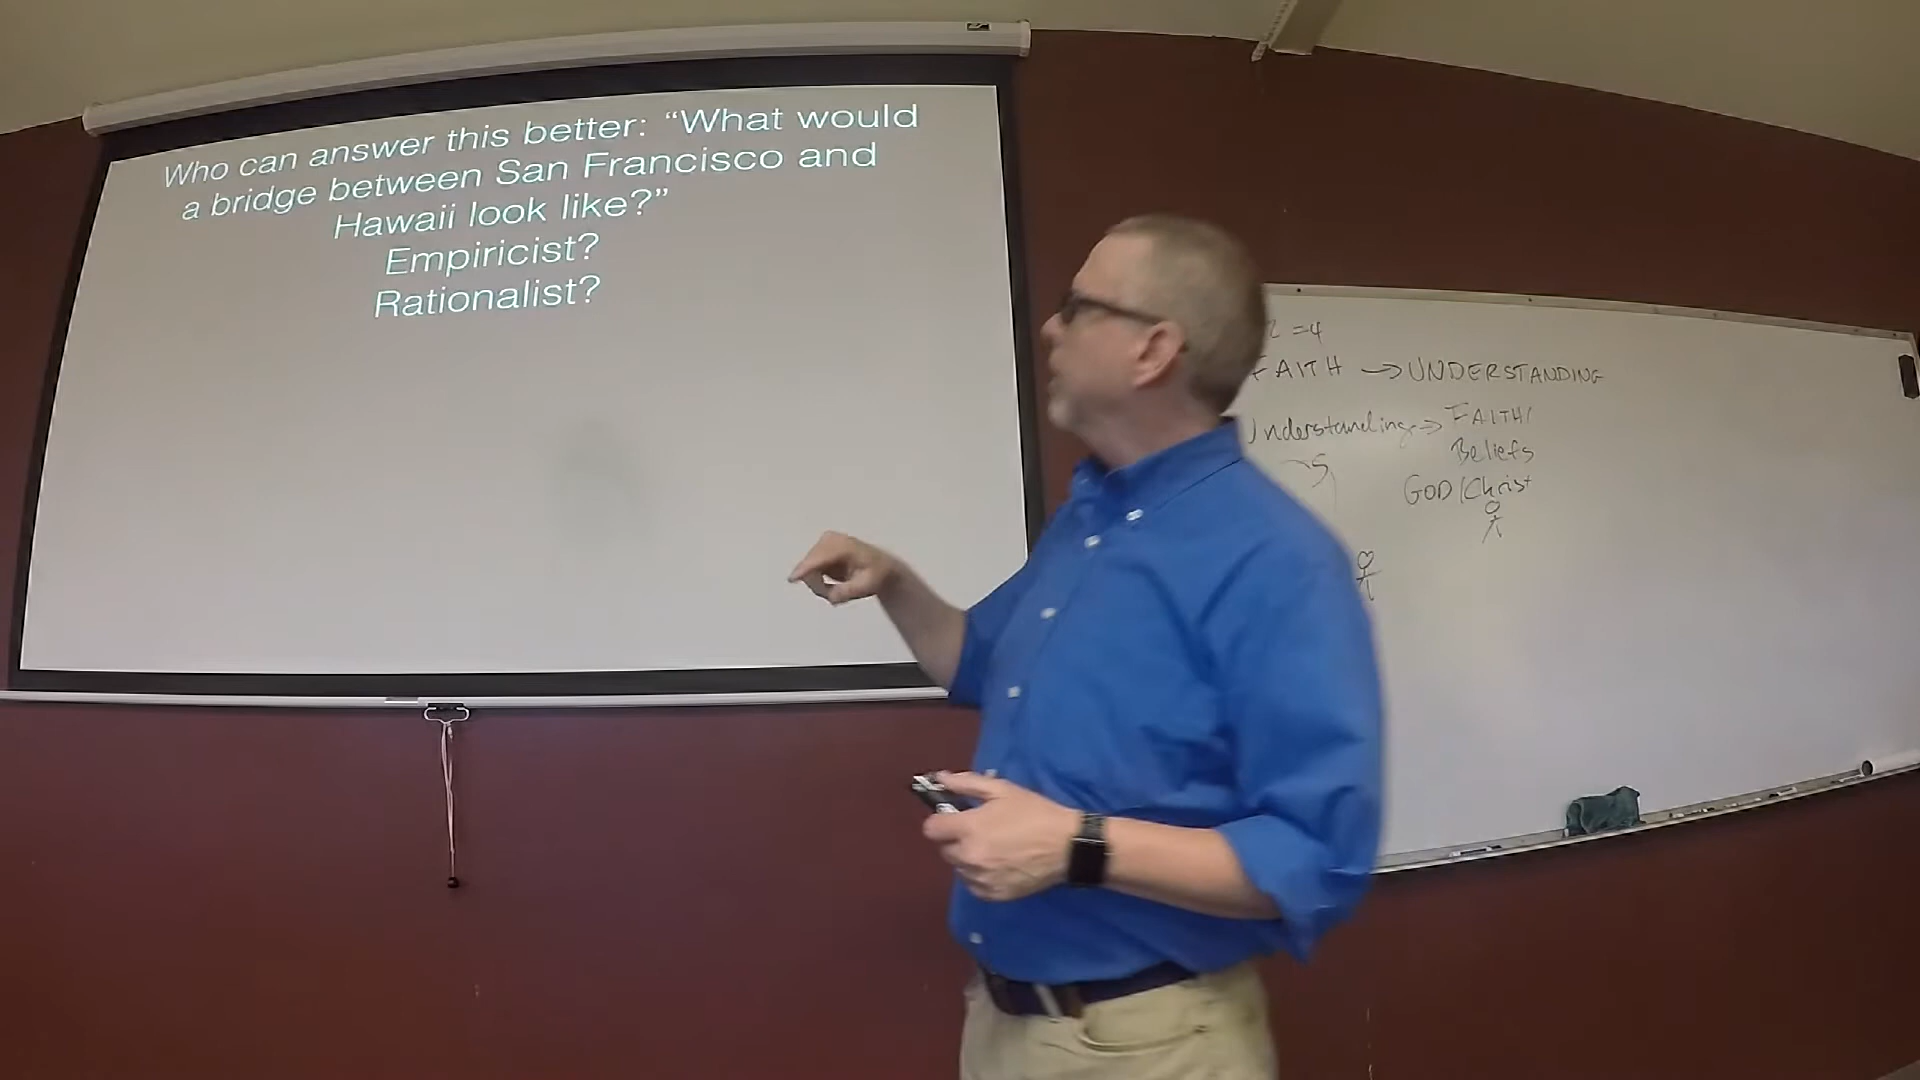 Who can answer this better: “What would
a bridge between San Francisco and
Hawaii look like?”
Empiricist?
Rationalist?
2 =4
FAITH → UNDERSTANDING
Understanding → FAITH/
Beliefs
GOD/Christ